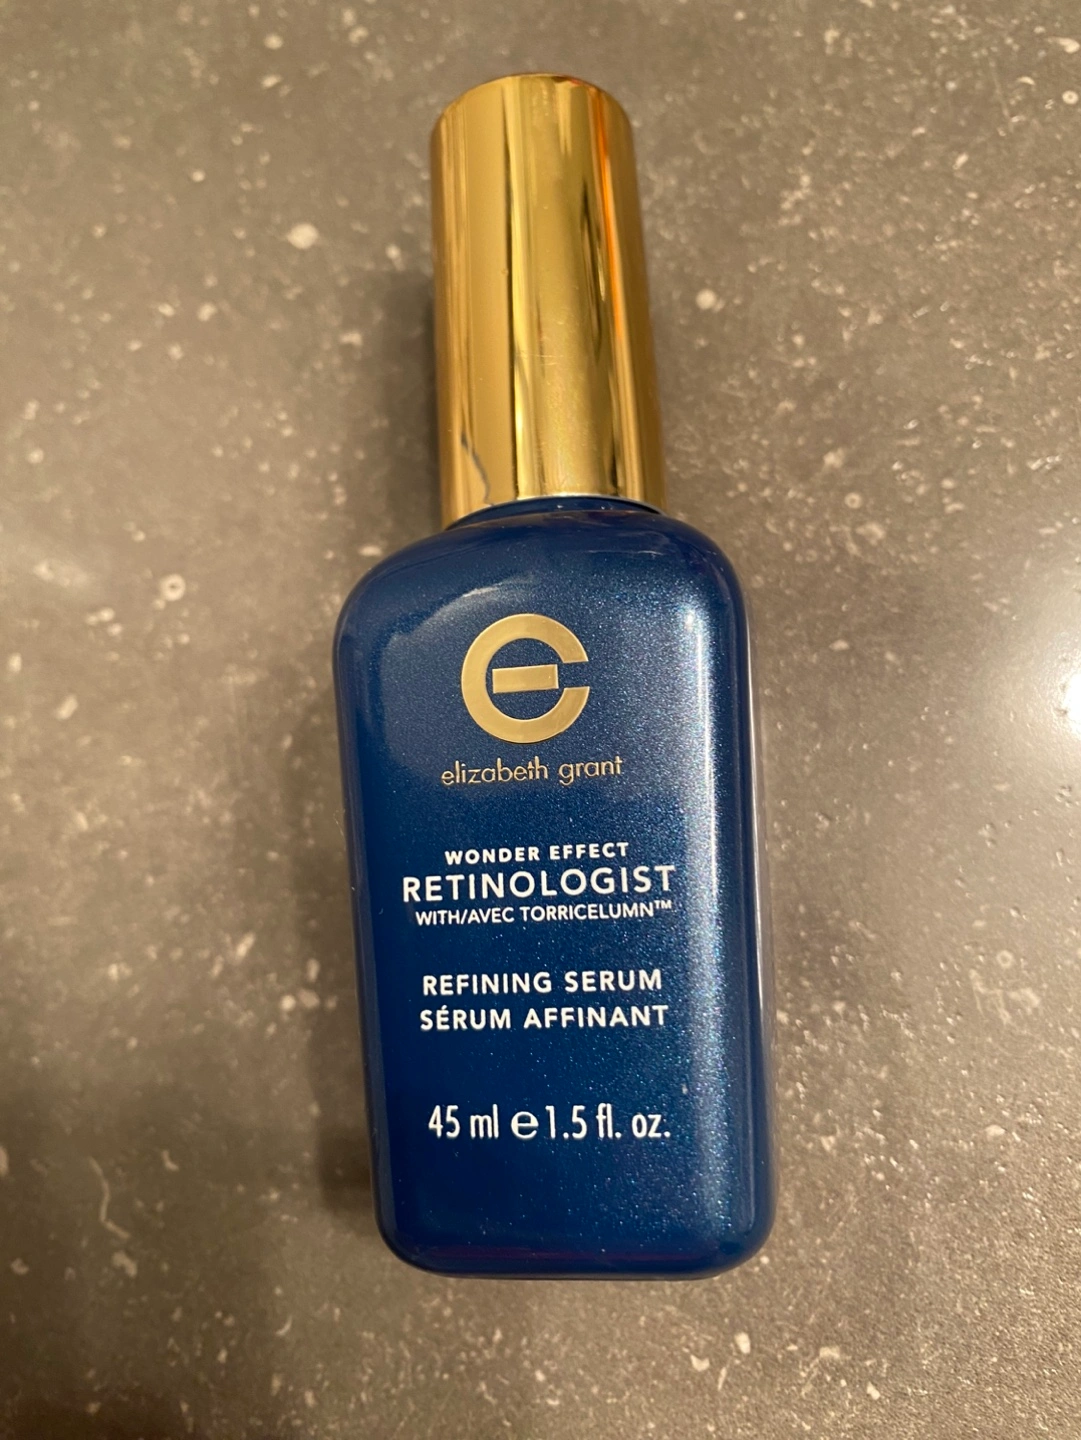 e
elizabeth grant
WONDER EFFECT
RETINOLOGIST
WITH/AVEC TORRICELUMN™
REFINING SERUM
SÉRUM AFFINANT
45 ml e 1.5 fl. oz.